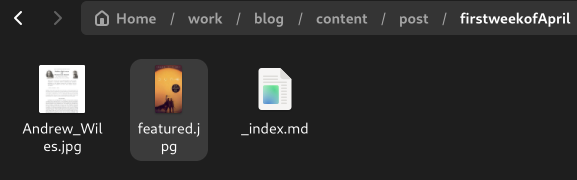 Home / work / blog / content / post / firstweekofApril
Andrew_Wil
es.jpg
featured.j
pg
_index.md